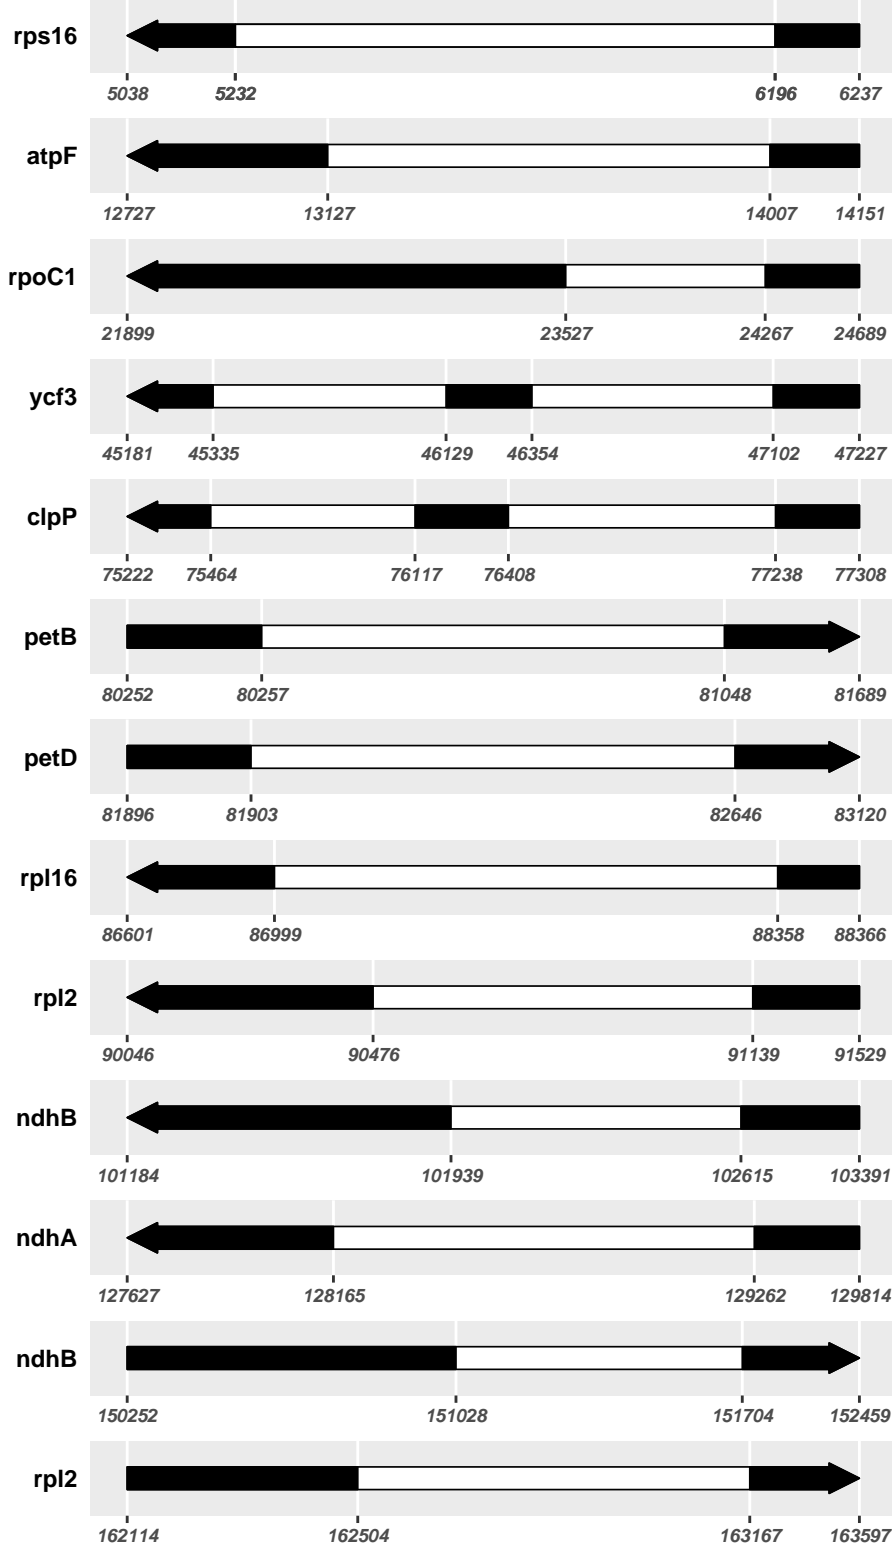 rps16
5038 5232 6196 6237
atpF
12727 13127 14007 14151
rpoC1
21899 23527 24267 24689
ycf3
45181 45335 46129 46354 47102 47227
clpP
75222 75464 76117 76408 77238 77308
petB
80252 80257 81048 81689
petD
81896 81903 82646 83120
rpl16
86601 86999 88358 88366
rpl2
90046 90476 91139 91529
ndhB
101184 101939 102615 103391
ndhA
127627 128165 129262 129814
ndhB
150252 151028 151704 152459
rpl2
162114 162504 163167 163597